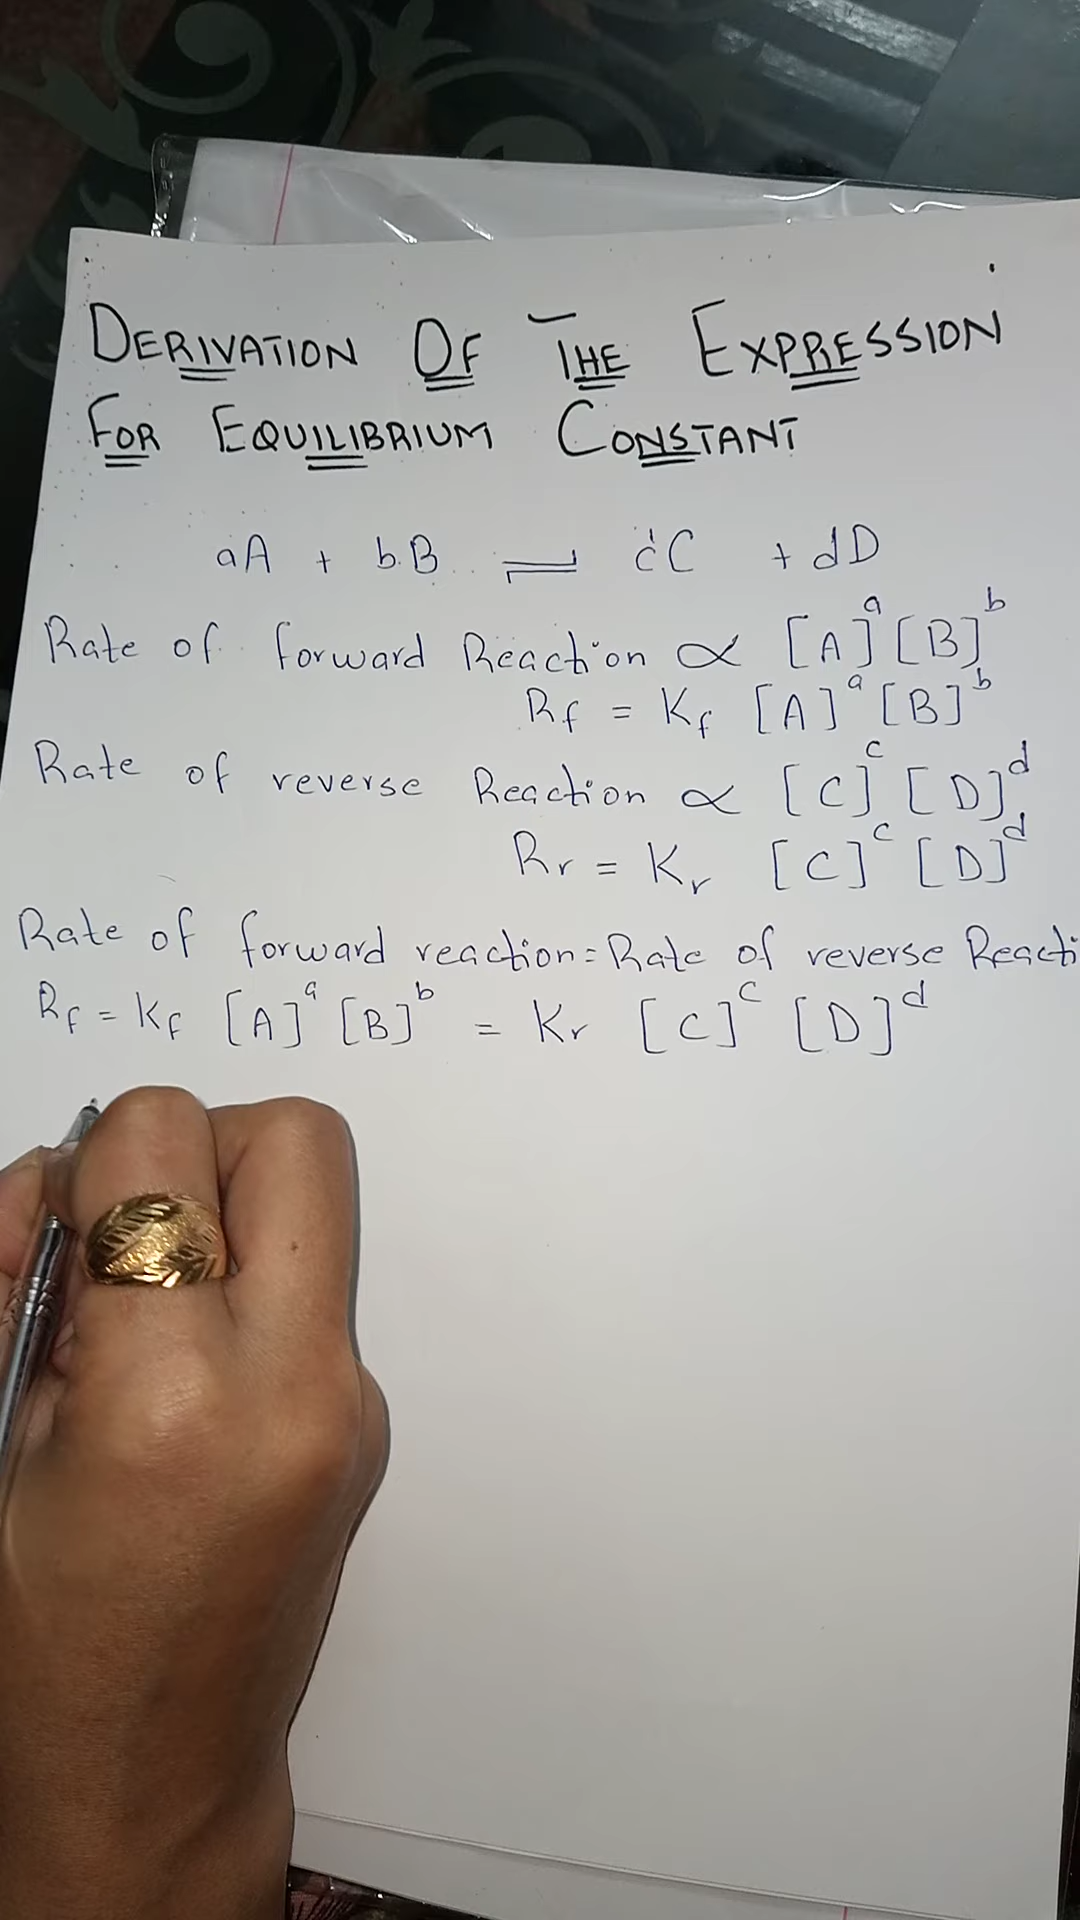 DERIVATION OF THE EXPRESSION
FOR EQUILIBRIUM CONSTANT
aA + bB ⇌ cC + dD
Rate of forward Reaction ∝ [A]ᵃ [B]ᵇ
Rf = Kf [A]ᵃ [B]ᵇ
Rate of reverse Reaction ∝ [C]ᶜ [D]ᵈ
Rr = Kr [C]ᶜ [D]ᵈ
Rate of forward reaction = Rate of reverse Reacti
Rf = Kf [A]ᵃ [B]ᵇ = Kr [C]ᶜ [D]ᵈ